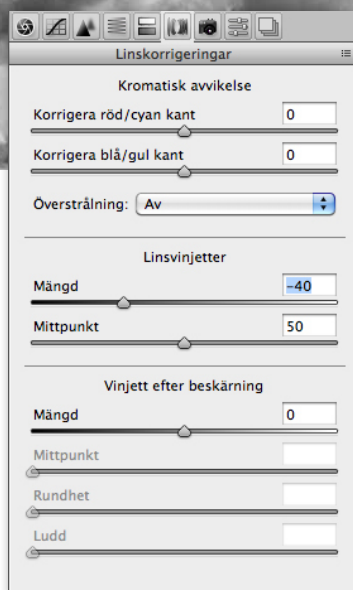 Linskorrigeringar
Kromatisk avvikelse
Korrigera röd/cyan kant 0
Korrigera blå/gul kant 0
Överstrålning: Av
Linsvinjetter
Mängd -40
Mittpunkt 50
Vinjett efter beskärning
Mängd 0
Mittpunkt
Rundhet
Ludd